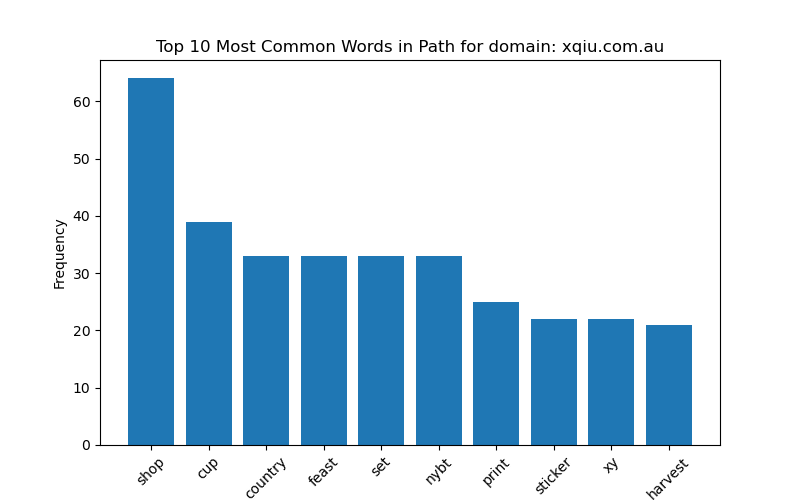 Top 10 Most Common Words in Path for domain: xqiu.com.au
Frequency
60
50
40
30
20
10
0
shop
cup
country
feast
set
nybt
print
sticker
xy
harvest